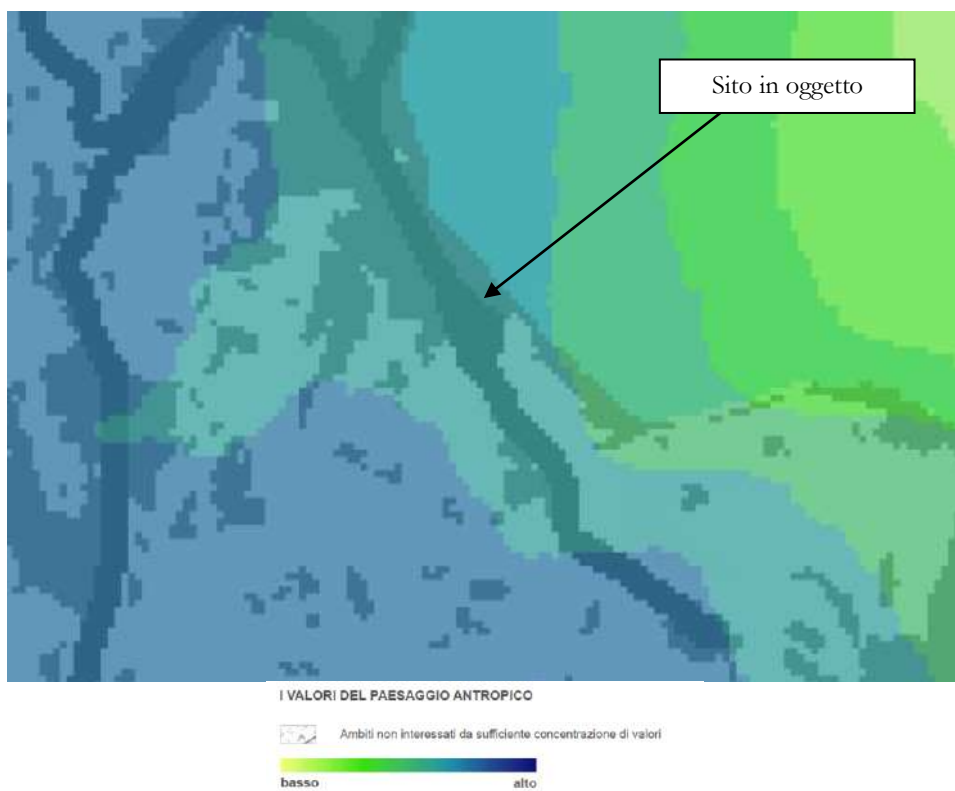 Sito in oggetto
I VALORI DEL PAESAGGIO ANTROPICO
Ambiti non interessati da sufficiente concentrazione di valori
basso alto